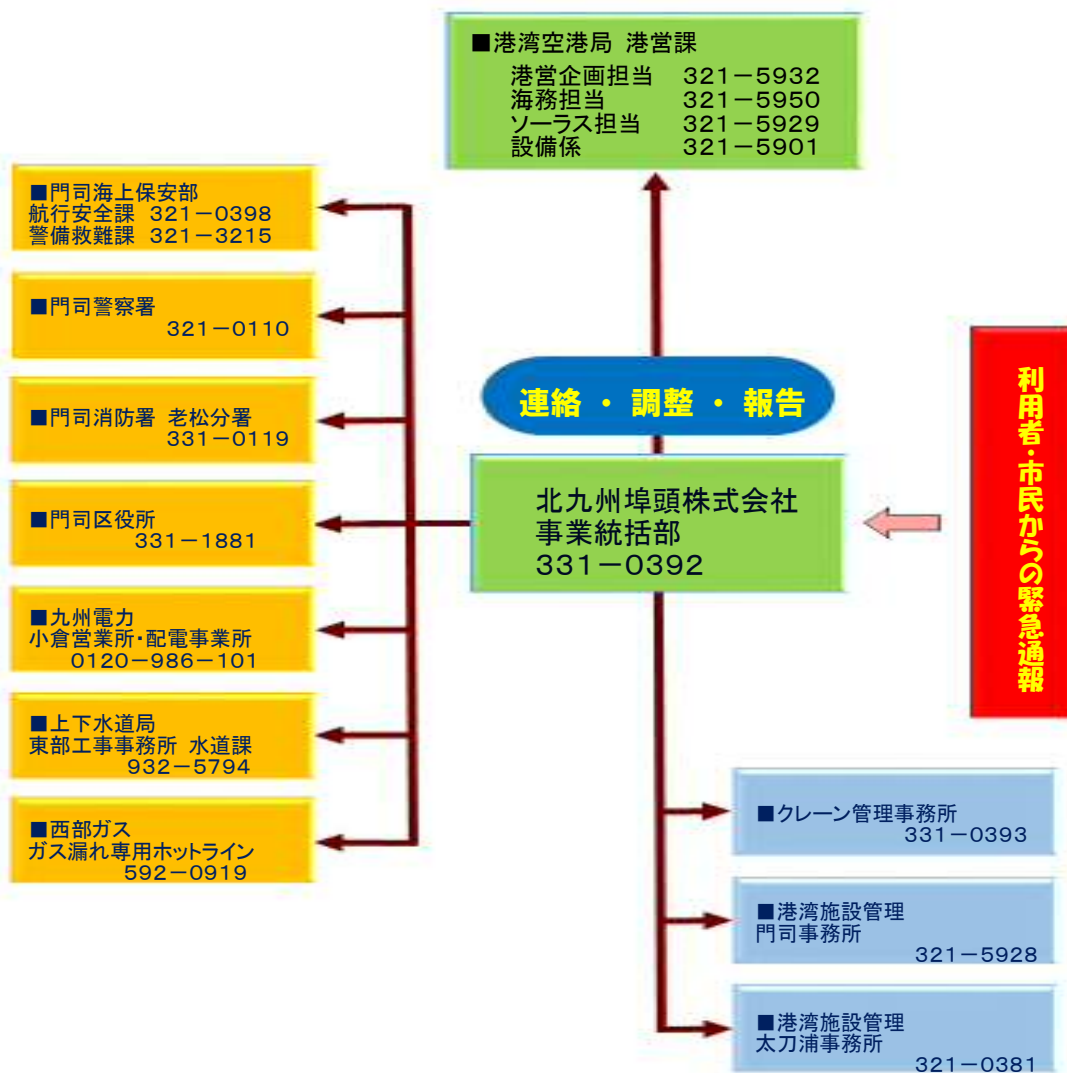 ■港湾空港局 港営課
港営企画担当 321－5932
海務担当 321－5950
ソーラス担当 321－5929
設備係 321－5901
■門司海上保安部
航行安全課 321－0398
警備救難課 321－3215
■門司警察署
321－0110
■門司消防署 老松分署
331－0119
■門司区役所
331－1881
■九州電力
小倉営業所・配電事業所
0120－986－101
■上下水道局
東部工事事務所 水道課
932－5794
■西部ガス
ガス漏れ専用ホットライン
592－0919
連絡 ・ 調整 ・ 報告
北九州埠頭株式会社
事業統括部
331－0392
利用者・市民からの緊急通報
■クレーン管理事務所
331－0393
■港湾施設管理
門司事務所
321－5928
■港湾施設管理
太刀浦事務所
321－0381